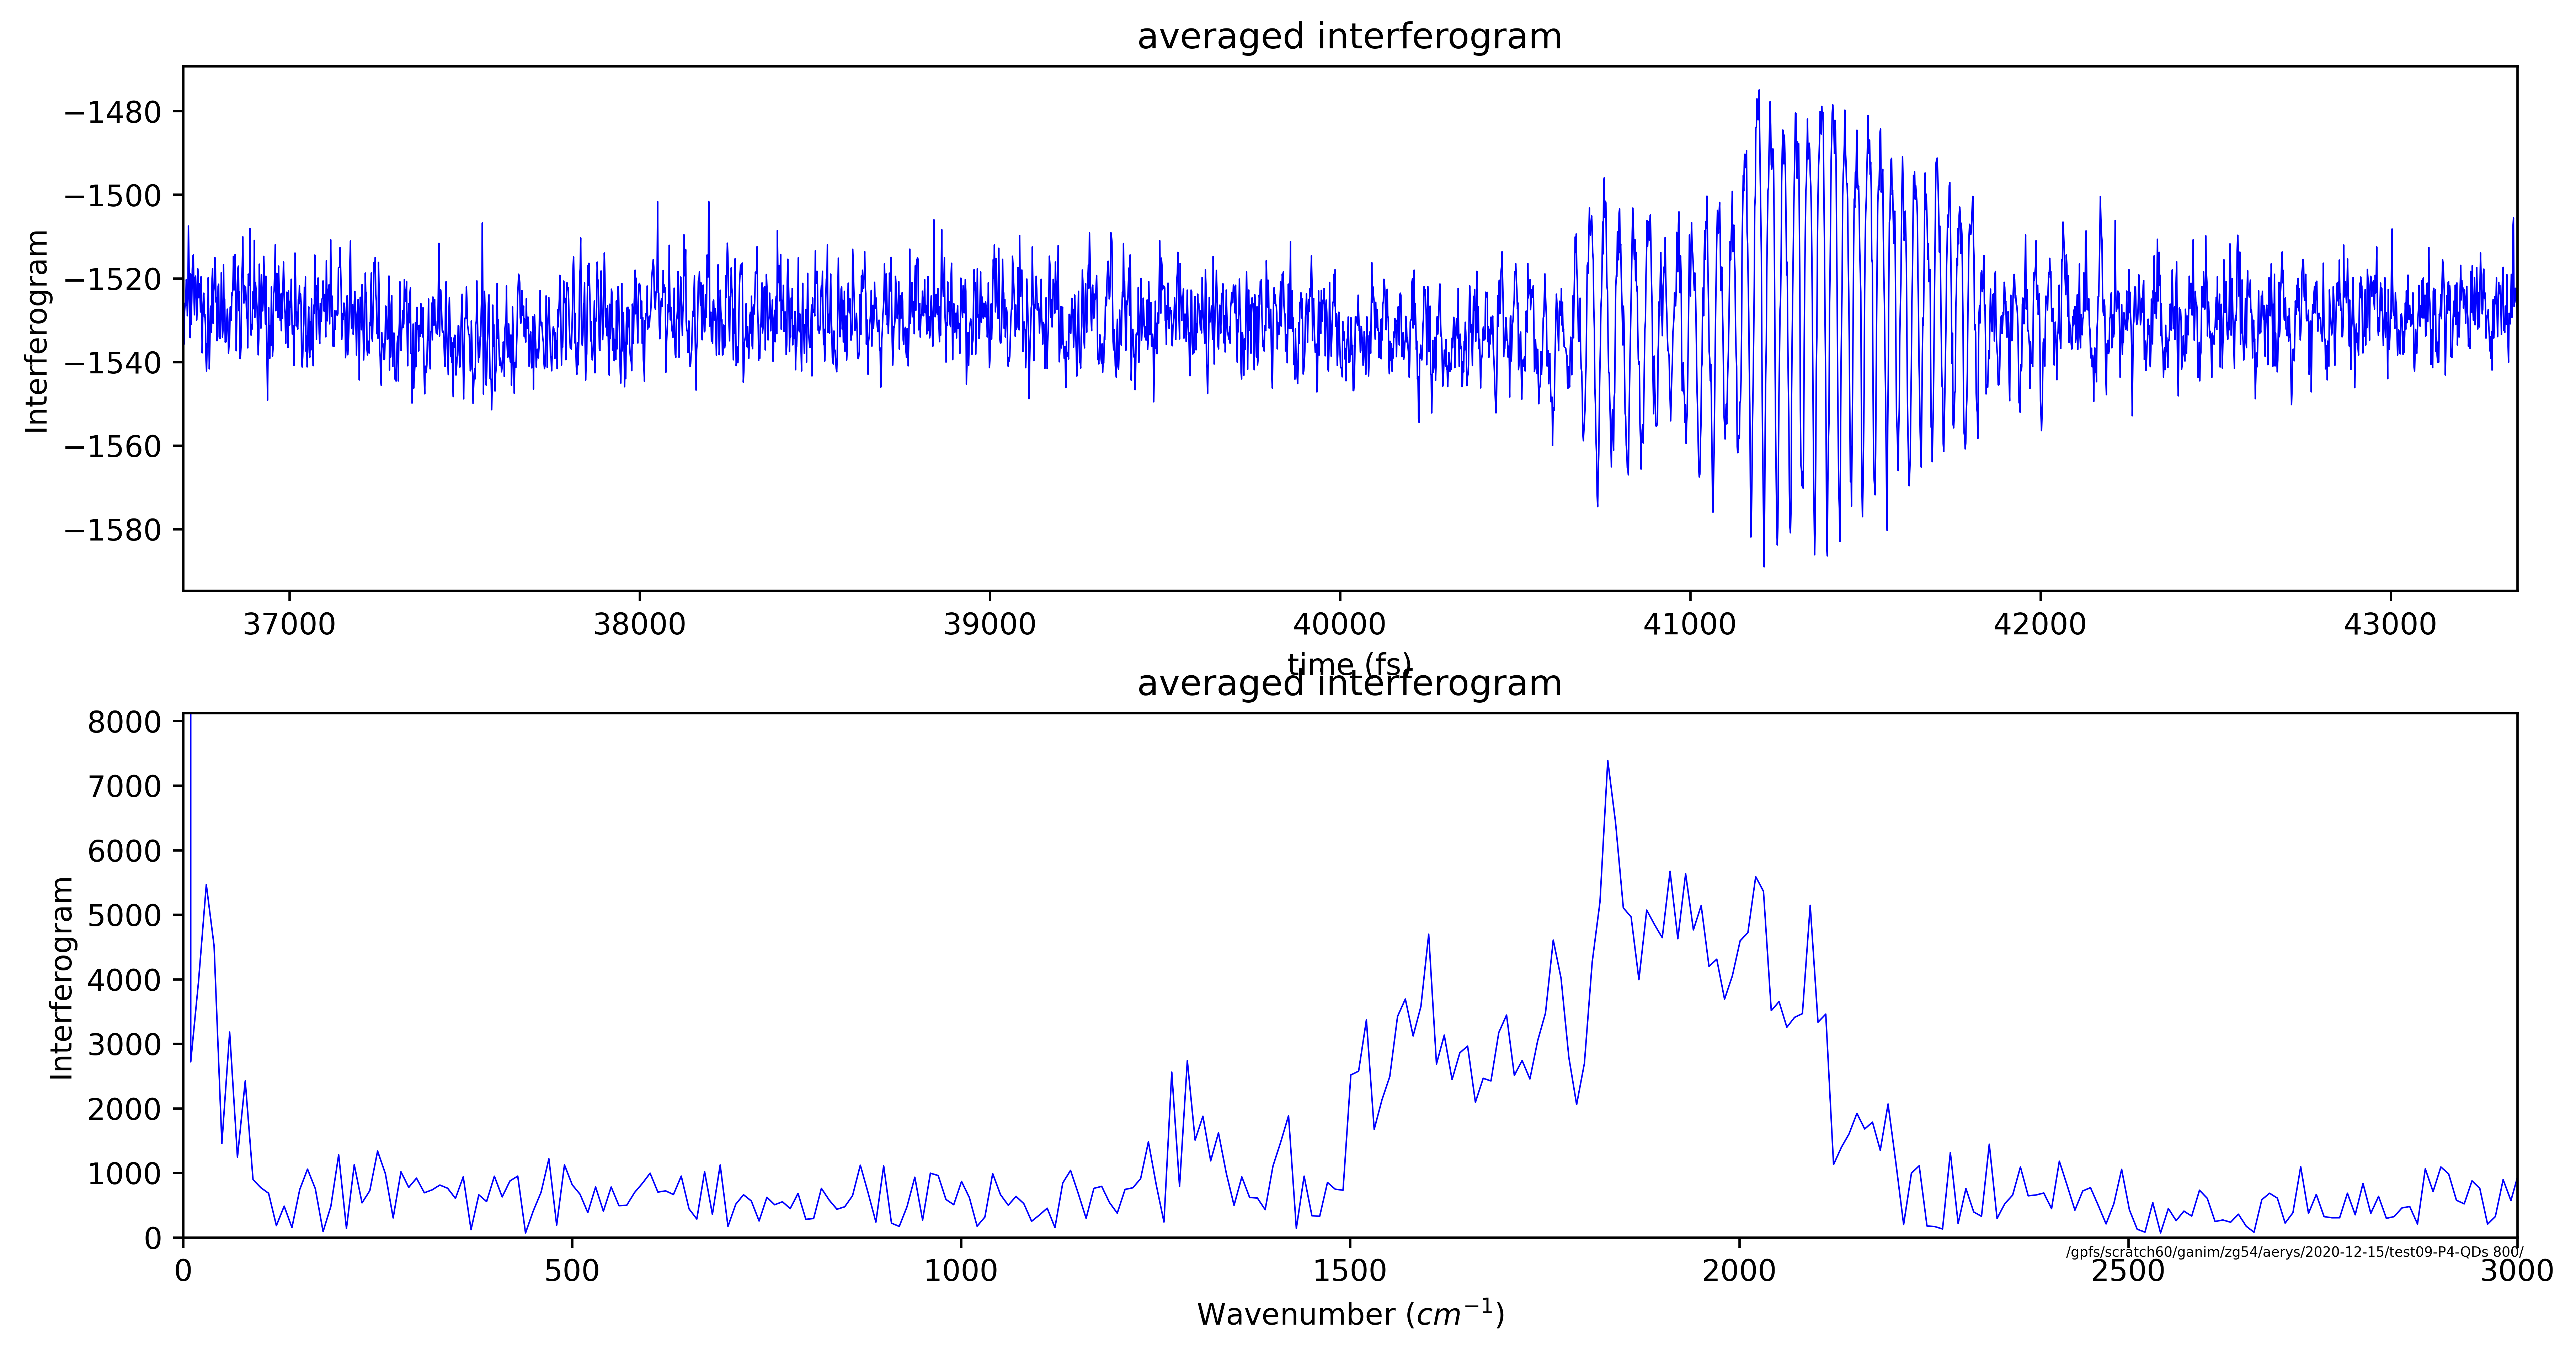 averaged interferogram
Interferogram
−1480
−1500
−1520
−1540
−1560
−1580
37000 38000 39000 40000 41000 42000 43000
time (fs)
averaged interferogram
Interferogram
8000
7000
6000
5000
4000
3000
2000
1000
0
/gpfs/scratch60/ganim/zg54/aerys/2020-12-15/test09-P4-QDs 800/
0 500 1000 1500 2000 2500 3000
Wavenumber (cm⁻¹)